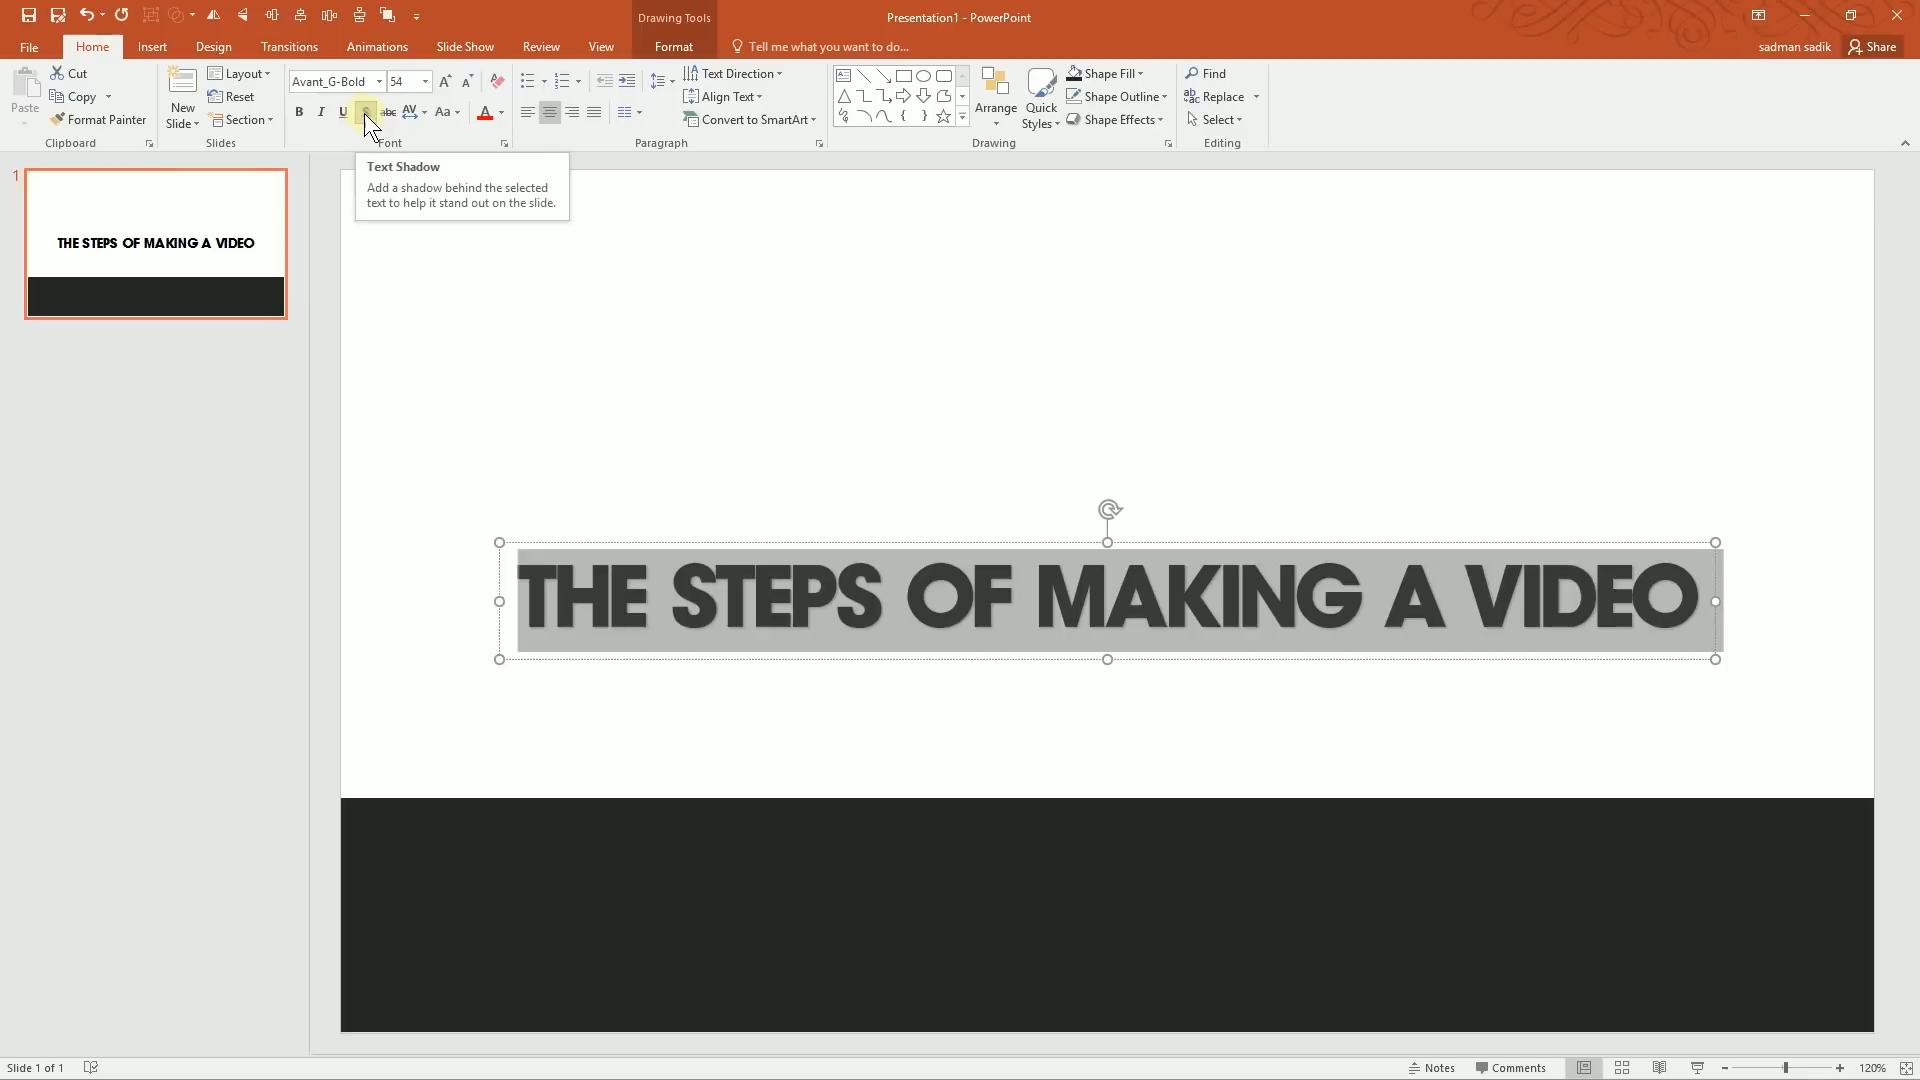 Drawing Tools
Presentation1 - PowerPoint
File
Home
Insert
Design
Transitions
Animations
Slide Show
Review
View
Format
Tell me what you want to do...
sadman sadik
Share
Paste
Cut
Copy
Format Painter
Clipboard
New
Slide
Layout
Reset
Section
Slides
Avant_G-Bold
54
B I U abc AV Aa A
Font
Text Direction
Align Text
Convert to SmartArt
Paragraph
Arrange
Quick
Styles
Shape Fill
Shape Outline
Shape Effects
Drawing
Find
Replace
Select
Editing
Text Shadow
Add a shadow behind the selected
text to help it stand out on the slide.
1
THE STEPS OF MAKING A VIDEO
THE STEPS OF MAKING A VIDEO
Slide 1 of 1
Notes
Comments
120%